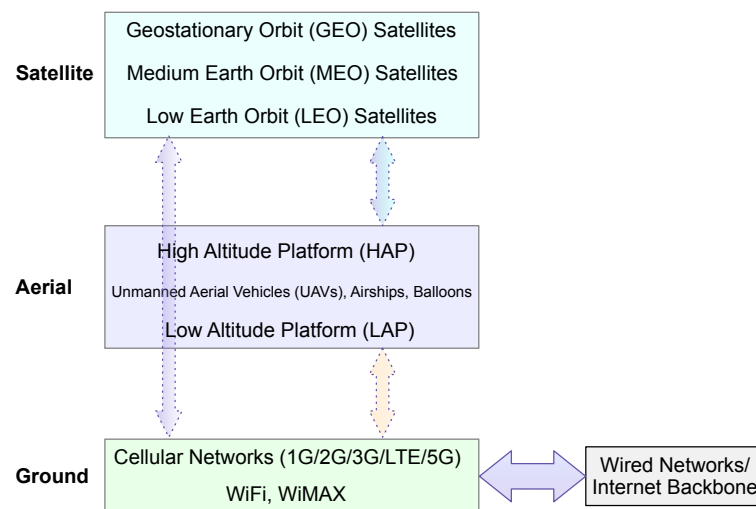 Geostationary Orbit (GEO) Satellites
Satellite
Medium Earth Orbit (MEO) Satellites
Low Earth Orbit (LEO) Satellites
High Altitude Platform (HAP)
Aerial
Unmanned Aerial Vehicles (UAVs), Airships, Balloons
Low Altitude Platform (LAP)
Cellular Networks (1G/2G/3G/LTE/5G)
Ground
WiFi, WiMAX
Wired Networks/
Internet Backbone